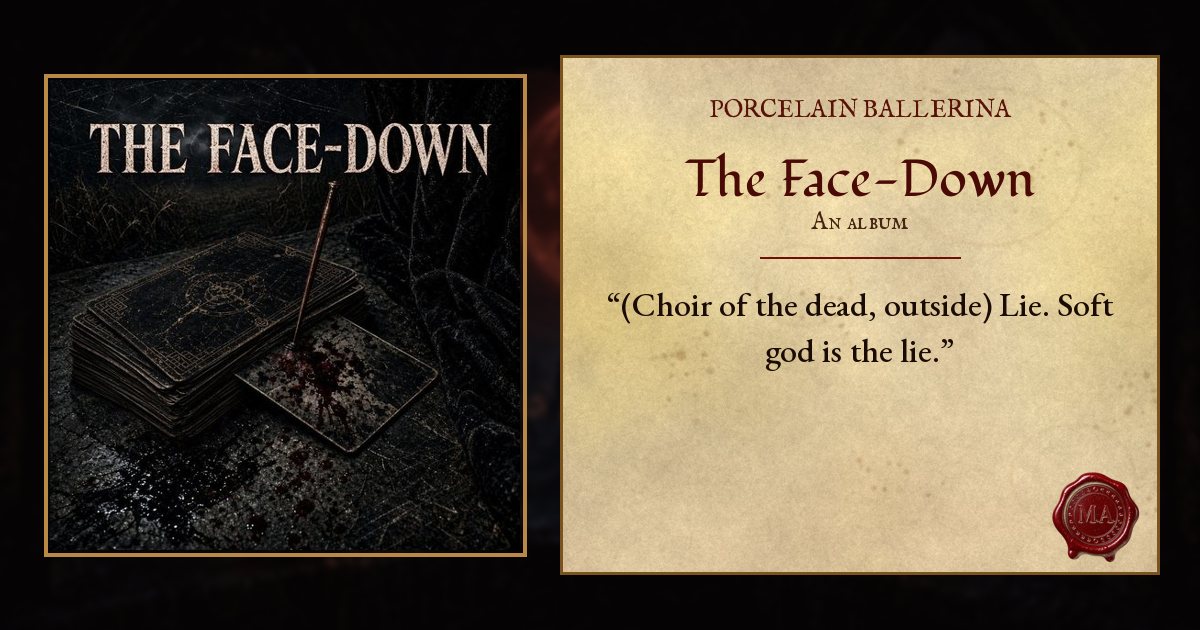 THE FACE-DOWN
PORCELAIN BALLERINA
The Face-Down
An album
“(Choir of the dead, outside) Lie. Soft
god is the lie.”
MA